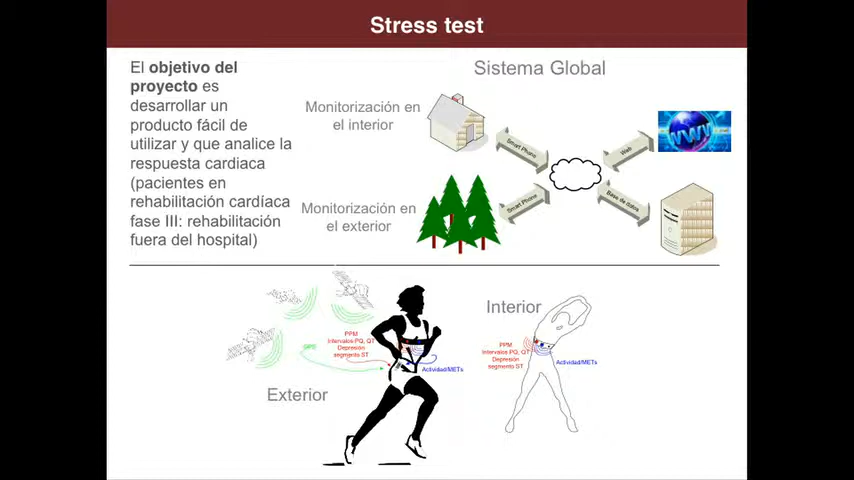 Stress test
El objetivo del
proyecto es
desarrollar un
producto fácil de
utilizar y que analice la
respuesta cardiaca
(pacientes en
rehabilitación cardíaca
fase III: rehabilitación
fuera del hospital)
Sistema Global
Monitorización en
el interior
Smart Phone
Web
www
Monitorización en
el exterior
Smart Phone
Base de datos
Exterior
GPS
PPM
Intervalos PQ, QT
Depresión
segmento ST
Actividad/METs
Interior
PPM
Intervalos PQ, QT
Depresión
segmento ST
Actividad/METs